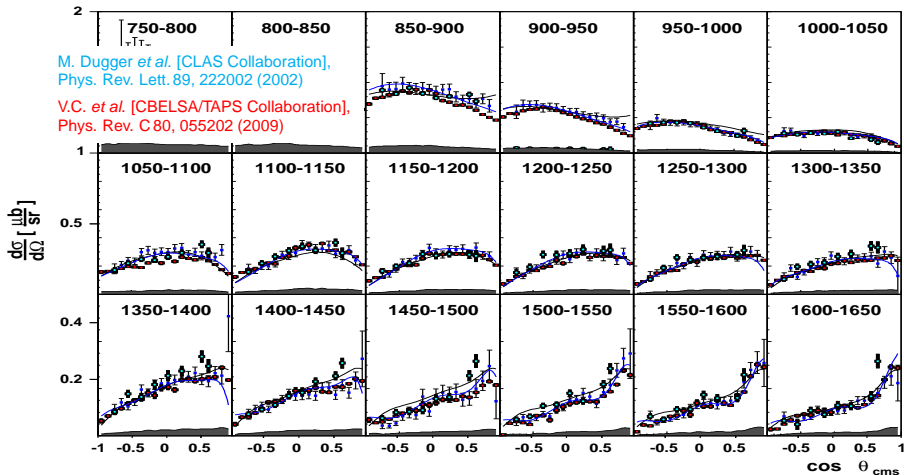 2
750-800 800-850 850-900 900-950 950-1000 1000-1050
M. Dugger et al. [CLAS Collaboration],
Phys. Rev. Lett. 89, 222002 (2002)
V.C. et al. [CBELSA/TAPS Collaboration],
Phys. Rev. C 80, 055202 (2009)
1
1050-1100 1100-1150 1150-1200 1200-1250 1250-1300 1300-1350
0.5
dσ/dΩ [μb/sr]
1350-1400 1400-1450 1450-1500 1500-1550 1550-1600 1600-1650
0.4
0.2
-1 -0.5 0 0.5 -0.5 0 0.5 -0.5 0 0.5 -0.5 0 0.5 -0.5 0 0.5 -0.5 0 0.5 1
cos θ cms